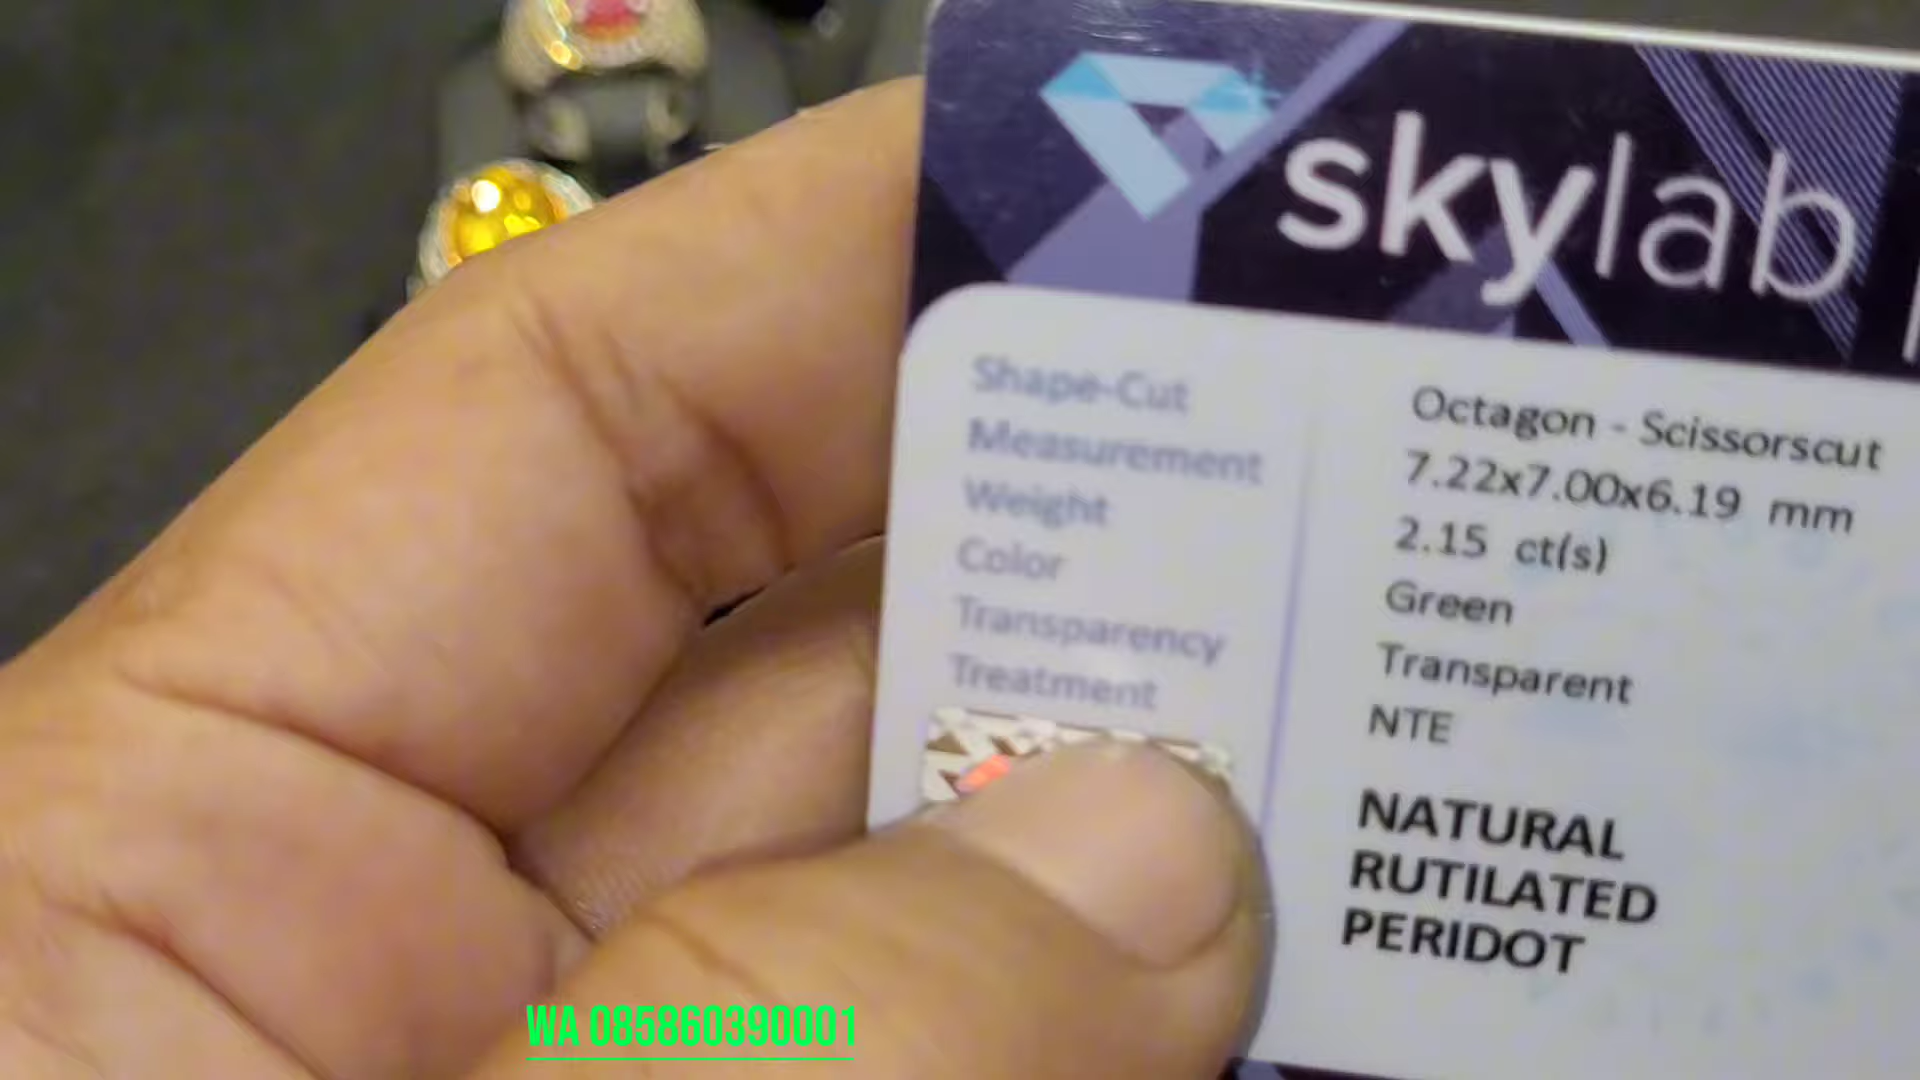 skylab
Shape-Cut Octagon - Scissorscut
Measurement 7.22x7.00x6.19 mm
Weight 2.15 ct(s)
Color Green
Transparency Transparent
Treatment NTE
NATURAL
RUTILATED
PERIDOT
WA 085860390001